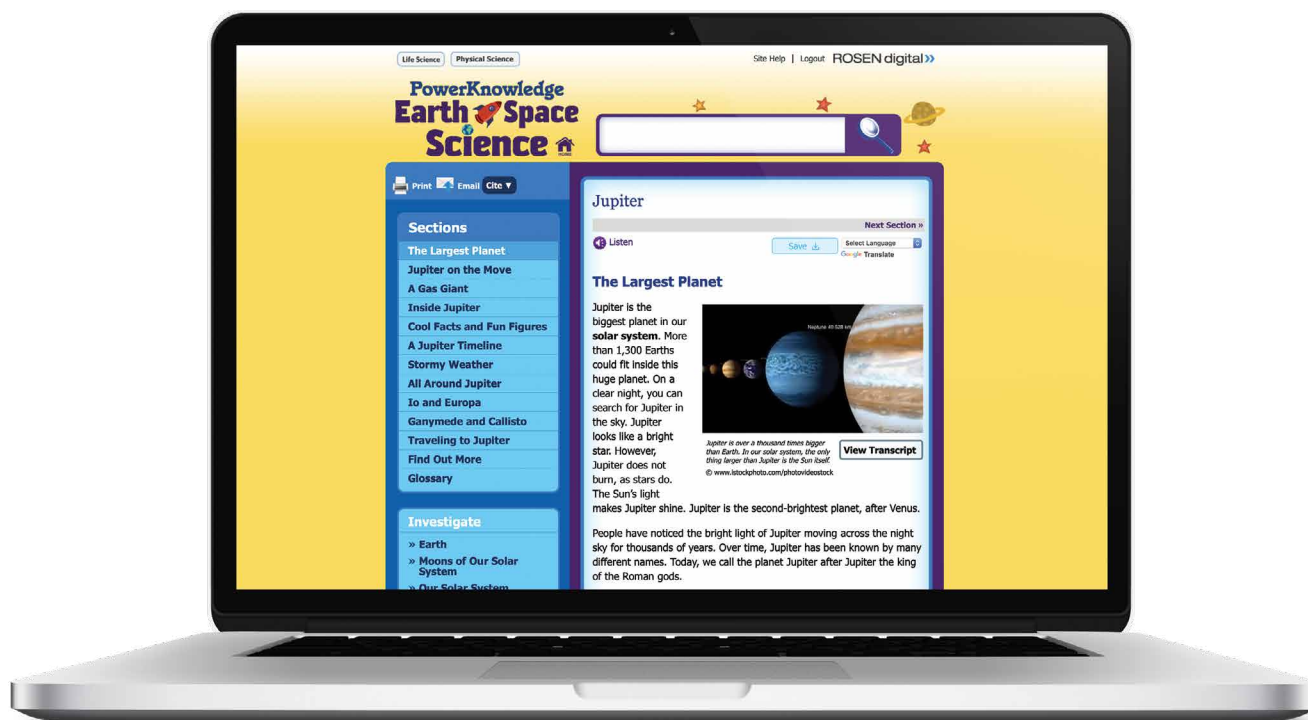 Life Science
Physical Science
Site Help | Logout ROSEN digital»
PowerKnowledge
Earth Space
Science
HOME
Print Email Cite ▼
Sections
The Largest Planet
Jupiter on the Move
A Gas Giant
Inside Jupiter
Cool Facts and Fun Figures
A Jupiter Timeline
Stormy Weather
All Around Jupiter
Io and Europa
Ganymede and Callisto
Traveling to Jupiter
Find Out More
Glossary
Investigate
» Earth
» Moons of Our Solar
System
» Our Solar System
Jupiter
Next Section »
Listen
Save
Select Language
Google Translate
The Largest Planet
Jupiter is the
biggest planet in our
solar system. More
than 1,300 Earths
could fit inside this
huge planet. On a
clear night, you can
search for Jupiter in
the sky. Jupiter
looks like a bright
star. However,
Jupiter does not
burn, as stars do.
The Sun's light
makes Jupiter shine. Jupiter is the second-brightest planet, after Venus.
Neptune 49 528 km
Jupiter is over a thousand times bigger
than Earth. In our solar system, the only
thing larger than Jupiter is the Sun itself.
© www.istockphoto.com/photovideostock
View Transcript
People have noticed the bright light of Jupiter moving across the night
sky for thousands of years. Over time, Jupiter has been known by many
different names. Today, we call the planet Jupiter after Jupiter the king
of the Roman gods.